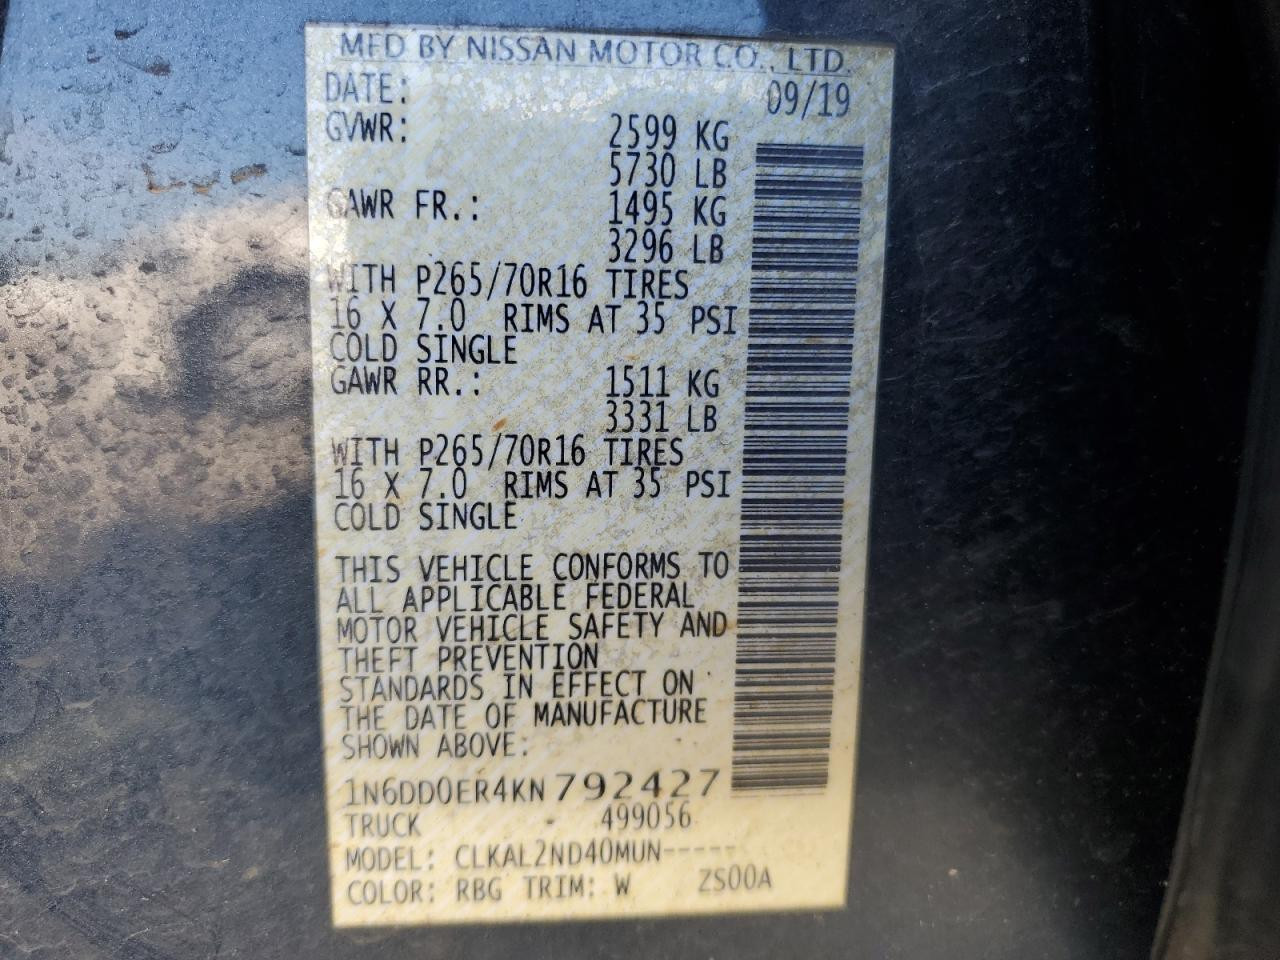 MFD BY NISSAN MOTOR CO., LTD.
DATE: 09/19
GVWR: 2599 KG
5730 LB
GAWR FR.: 1495 KG
3296 LB
WITH P265/70R16 TIRES
16 X 7.0 RIMS AT 35 PSI
COLD SINGLE
GAWR RR.: 1511 KG
3331 LB
WITH P265/70R16 TIRES
16 X 7.0 RIMS AT 35 PSI
COLD SINGLE
THIS VEHICLE CONFORMS TO
ALL APPLICABLE FEDERAL
MOTOR VEHICLE SAFETY AND
THEFT PREVENTION
STANDARDS IN EFFECT ON
THE DATE OF MANUFACTURE
SHOWN ABOVE:
1N6DD0ER4KN792427
TRUCK 499056
MODEL: CLKAL2ND40MUN-----
COLOR: RBG TRIM: W ZS00A